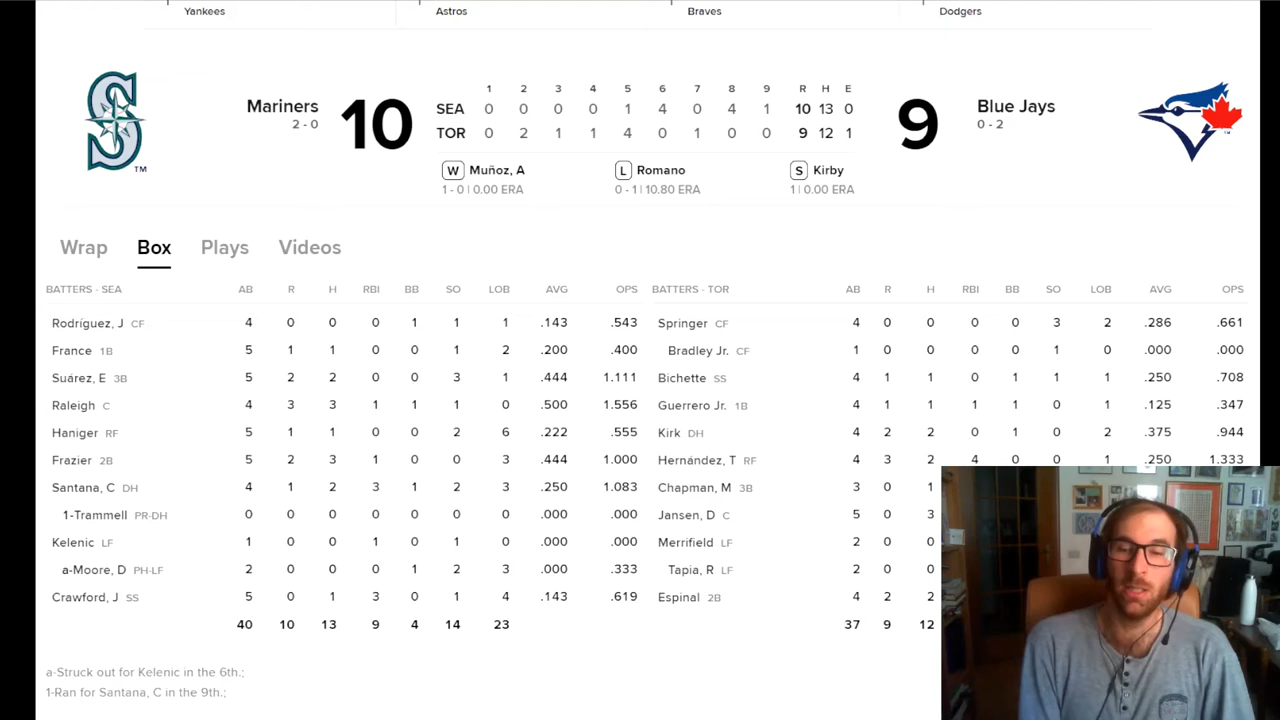 Yankees Astros Braves Dodgers
1 2 3 4 5 6 7 8 9 R H E
Mariners 10 SEA 0 0 0 0 1 4 0 4 1 10 13 0 9 Blue Jays
2 - 0 TOR 0 2 1 1 4 0 1 0 0 9 12 1 0 - 2
W Muñoz, A L Romano S Kirby
1 - 0 | 0.00 ERA 0 - 1 | 10.80 ERA 1 | 0.00 ERA
TM
Wrap Box Plays Videos
BATTERS · SEA AB R H RBI BB SO LOB AVG OPS BATTERS · TOR AB R H RBI BB SO LOB AVG OPS
Rodríguez, J CF 4 0 0 0 1 1 1 .143 .543 Springer CF 4 0 0 0 0 3 2 .286 .661
France 1B 5 1 1 0 0 1 2 .200 .400 Bradley Jr. CF 1 0 0 0 0 1 0 .000 .000
Suárez, E 3B 5 2 2 0 0 3 1 .444 1.111 Bichette SS 4 1 1 0 1 1 1 .250 .708
Raleigh C 4 3 3 1 1 1 0 .500 1.556 Guerrero Jr. 1B 4 1 1 1 1 0 1 .125 .347
Haniger RF 5 1 1 0 0 2 6 .222 .555 Kirk DH 4 2 2 0 1 0 2 .375 .944
Frazier 2B 5 2 3 1 0 0 3 .444 1.000 Hernández, T RF 4 3 2 4 0 0 1 .250 1.333
Santana, C DH 4 1 2 3 1 2 3 .250 1.083 Chapman, M 3B 3 0 1
1-Trammell PR-DH 0 0 0 0 0 0 0 .000 .000 Jansen, D C 5 0 3
Kelenic LF 1 0 0 1 0 1 0 .000 .000 Merrifield LF 2 0 0
a-Moore, D PH-LF 2 0 0 0 1 2 3 .000 .333 Tapia, R LF 2 0 0
Crawford, J SS 5 0 1 3 0 1 4 .143 .619 Espinal 2B 4 2 2
40 10 13 9 4 14 23 37 9 12
a-Struck out for Kelenic in the 6th.;
1-Ran for Santana, C in the 9th.;